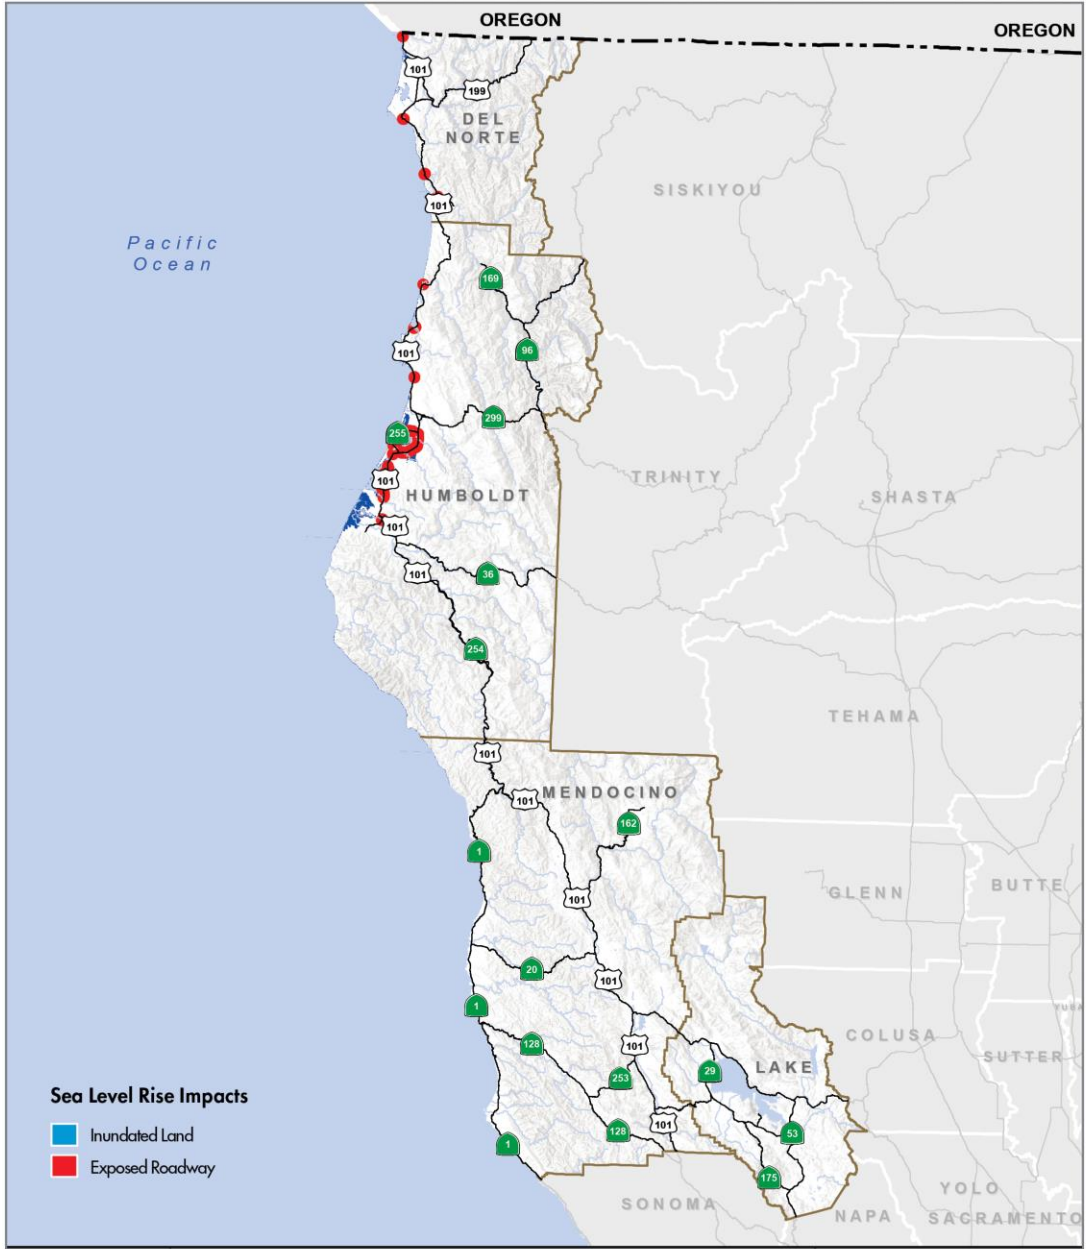 OREGON
OREGON
101
199
DEL
NORTE
SISKIYOU
101
Pacific
Ocean
169
96
101
299
255
TRINITY
101
HUMBOLDT
SHASTA
101
101
36
254
TEHAMA
101
MENDOCINO
101
162
1
GLENN
BUTTE
101
20
101
1
COLUSA
128
101
SUTTER
LAKE
29
253
Sea Level Rise Impacts
Inundated Land
Exposed Roadway
101
128
53
1
175
YOLO
SONOMA
NAPA
SACRAMENTO